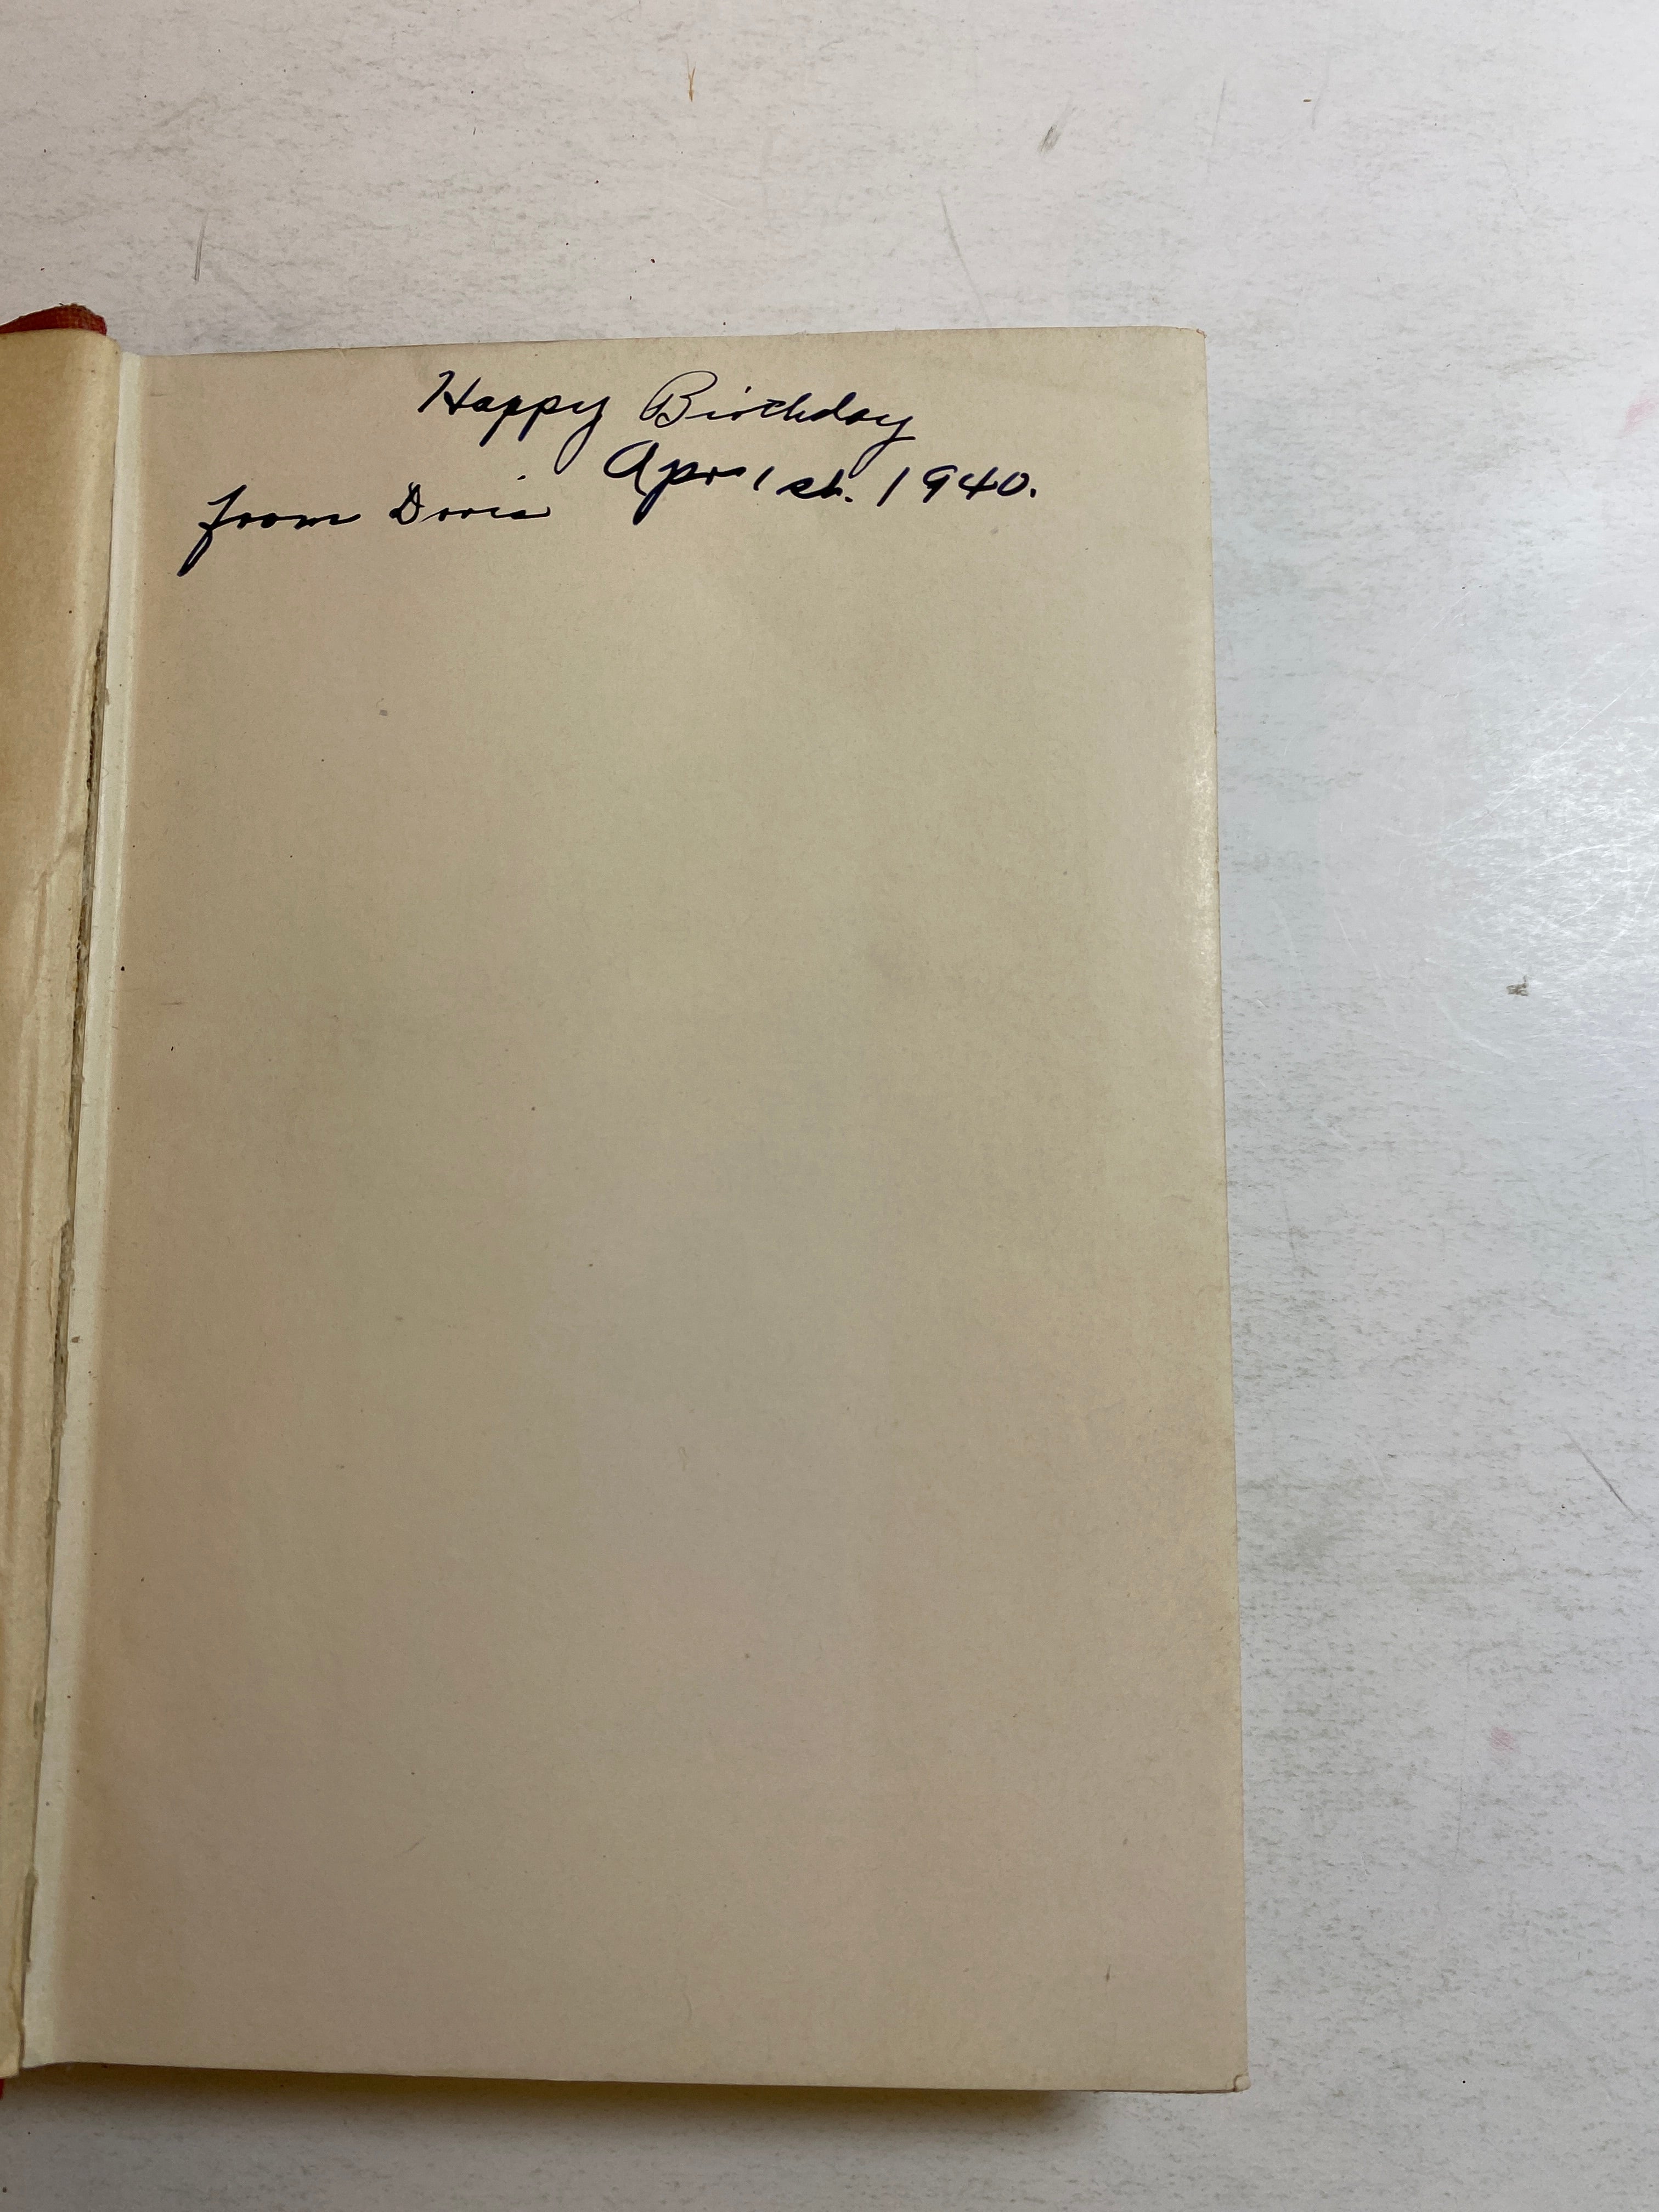 Happy Birthday
Apr 1st. 1940.
from Doris